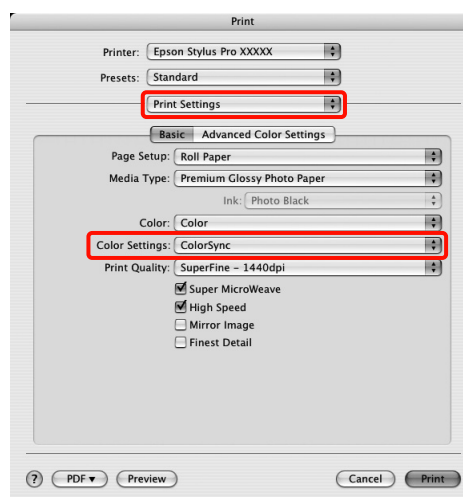 Print
Printer: Epson Stylus Pro XXXXX
Presets: Standard
Print Settings
Basic Advanced Color Settings
Page Setup: Roll Paper
Media Type: Premium Glossy Photo Paper
Ink: Photo Black
Color: Color
Color Settings: ColorSync
Print Quality: SuperFine – 1440dpi
Super MicroWeave
High Speed
Mirror Image
Finest Detail
? PDF ▾ Preview Cancel Print